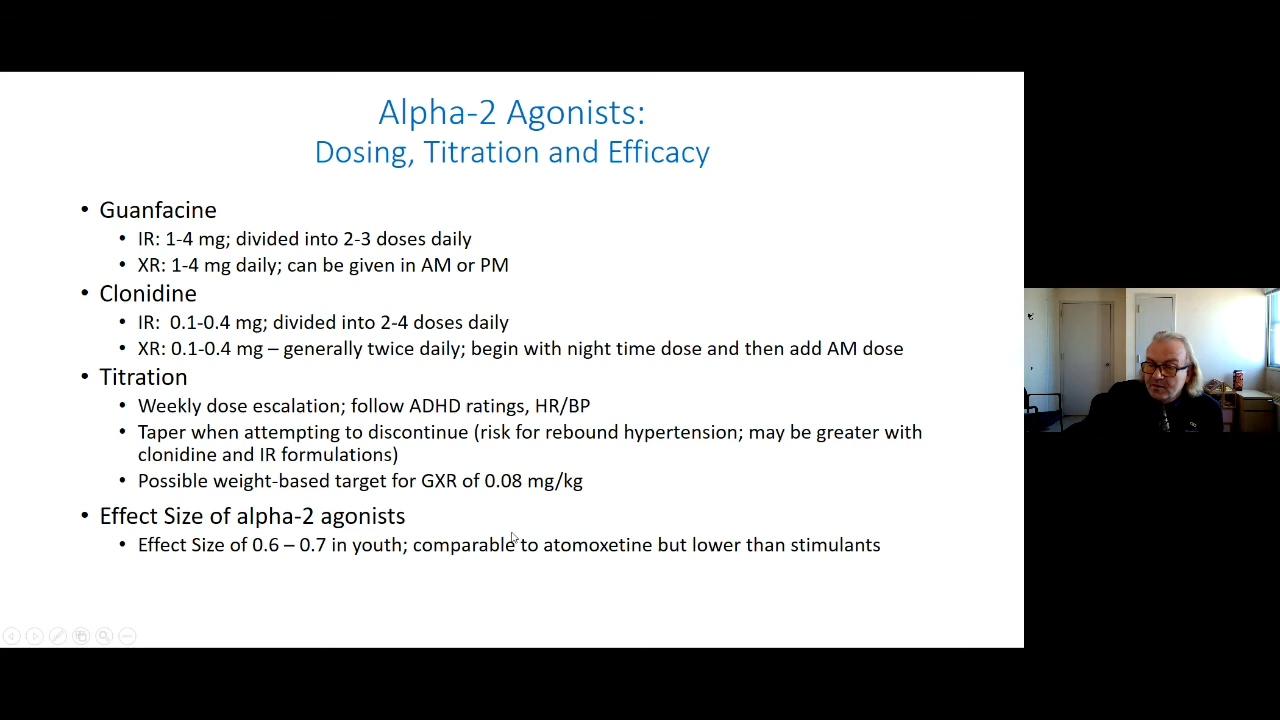 Alpha-2 Agonists:
Dosing, Titration and Efficacy
• Guanfacine
• IR: 1-4 mg; divided into 2-3 doses daily
• XR: 1-4 mg daily; can be given in AM or PM
• Clonidine
• IR:  0.1-0.4 mg; divided into 2-4 doses daily
• XR: 0.1-0.4 mg – generally twice daily; begin with night time dose and then add AM dose
• Titration
• Weekly dose escalation; follow ADHD ratings, HR/BP
• Taper when attempting to discontinue (risk for rebound hypertension; may be greater with
clonidine and IR formulations)
• Possible weight-based target for GXR of 0.08 mg/kg
• Effect Size of alpha-2 agonists
• Effect Size of 0.6 – 0.7 in youth; comparable to atomoxetine but lower than stimulants